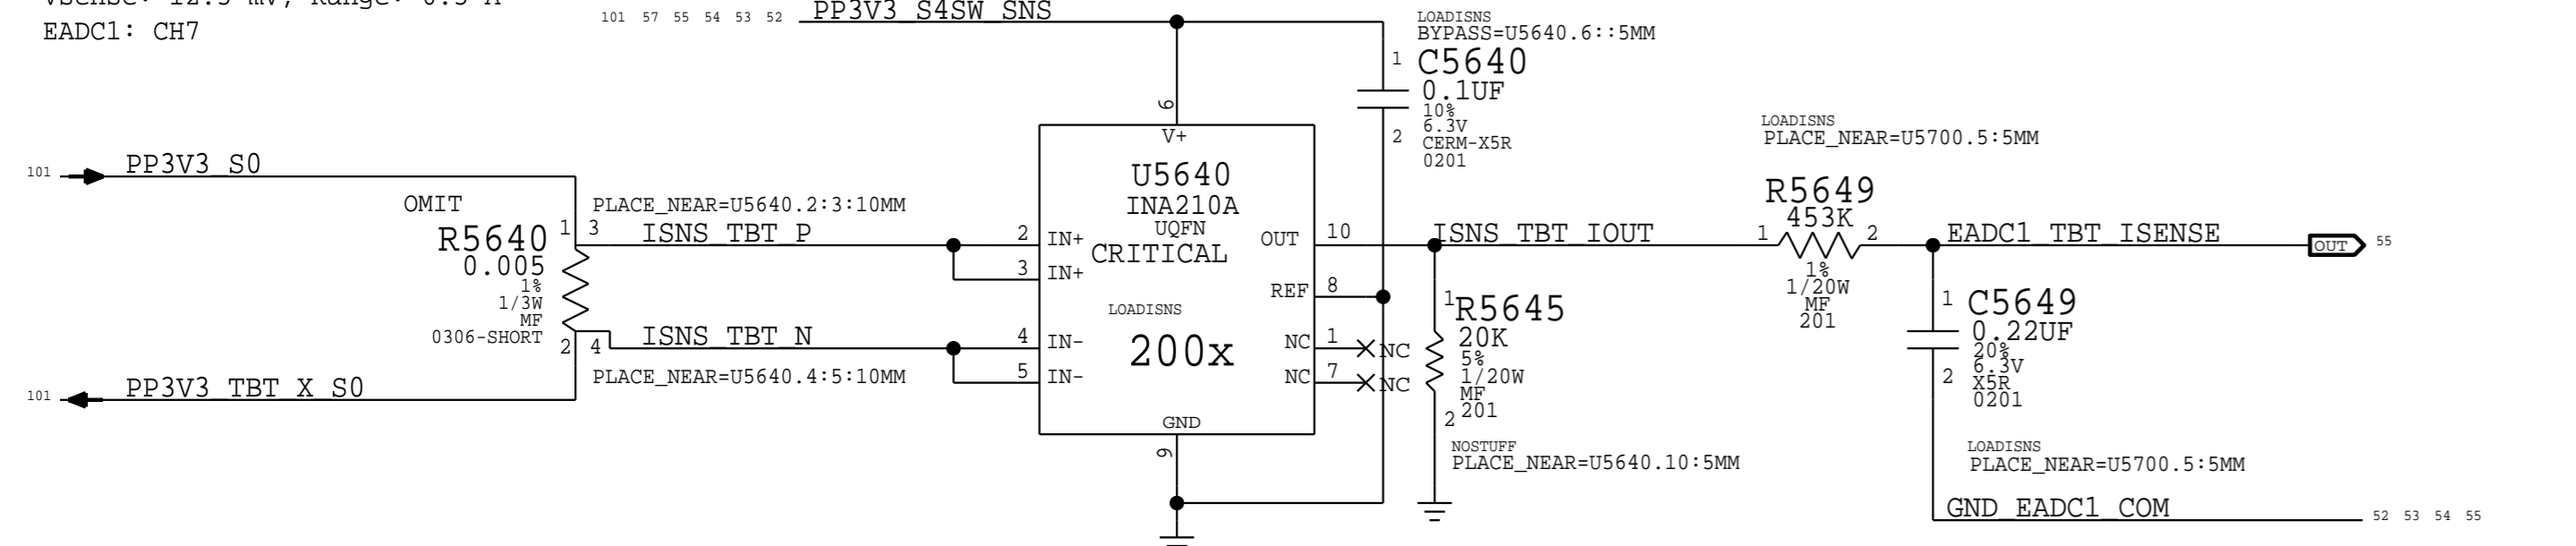 EADC1: CH7
101 57 55 54 53 52 PP3V3_S4SW_SNS
LOADISNS
BYPASS=U5640.6::5MM
1
C5640
0.1UF
10%
6.3V
CERM-X5R
0201
2
6
V+
U5640
INA210A
UQFN
CRITICAL
LOADISNS
200x
GND
9
101 PP3V3_S0
OMIT
R5640
0.005
1%
1/3W
MF
0306-SHORT
1 3
2 4
PLACE_NEAR=U5640.2:3:10MM
ISNS_TBT_P
2 IN+
3 IN+
ISNS_TBT_N
4 IN-
5 IN-
PLACE_NEAR=U5640.4:5:10MM
101 PP3V3_TBT_X_S0
OUT 10
REF 8
NC 1 NC
NC 7 NC
ISNS_TBT_IOUT
1
R5645
20K
5%
1/20W
MF
201
2
NOSTUFF
PLACE_NEAR=U5640.10:5MM
LOADISNS
PLACE_NEAR=U5700.5:5MM
R5649
453K
1 2
1%
1/20W
MF
201
EADC1_TBT_ISENSE
OUT 55
1
C5649
0.22UF
20%
6.3V
X5R
0201
2
LOADISNS
PLACE_NEAR=U5700.5:5MM
GND_EADC1_COM 52 53 54 55